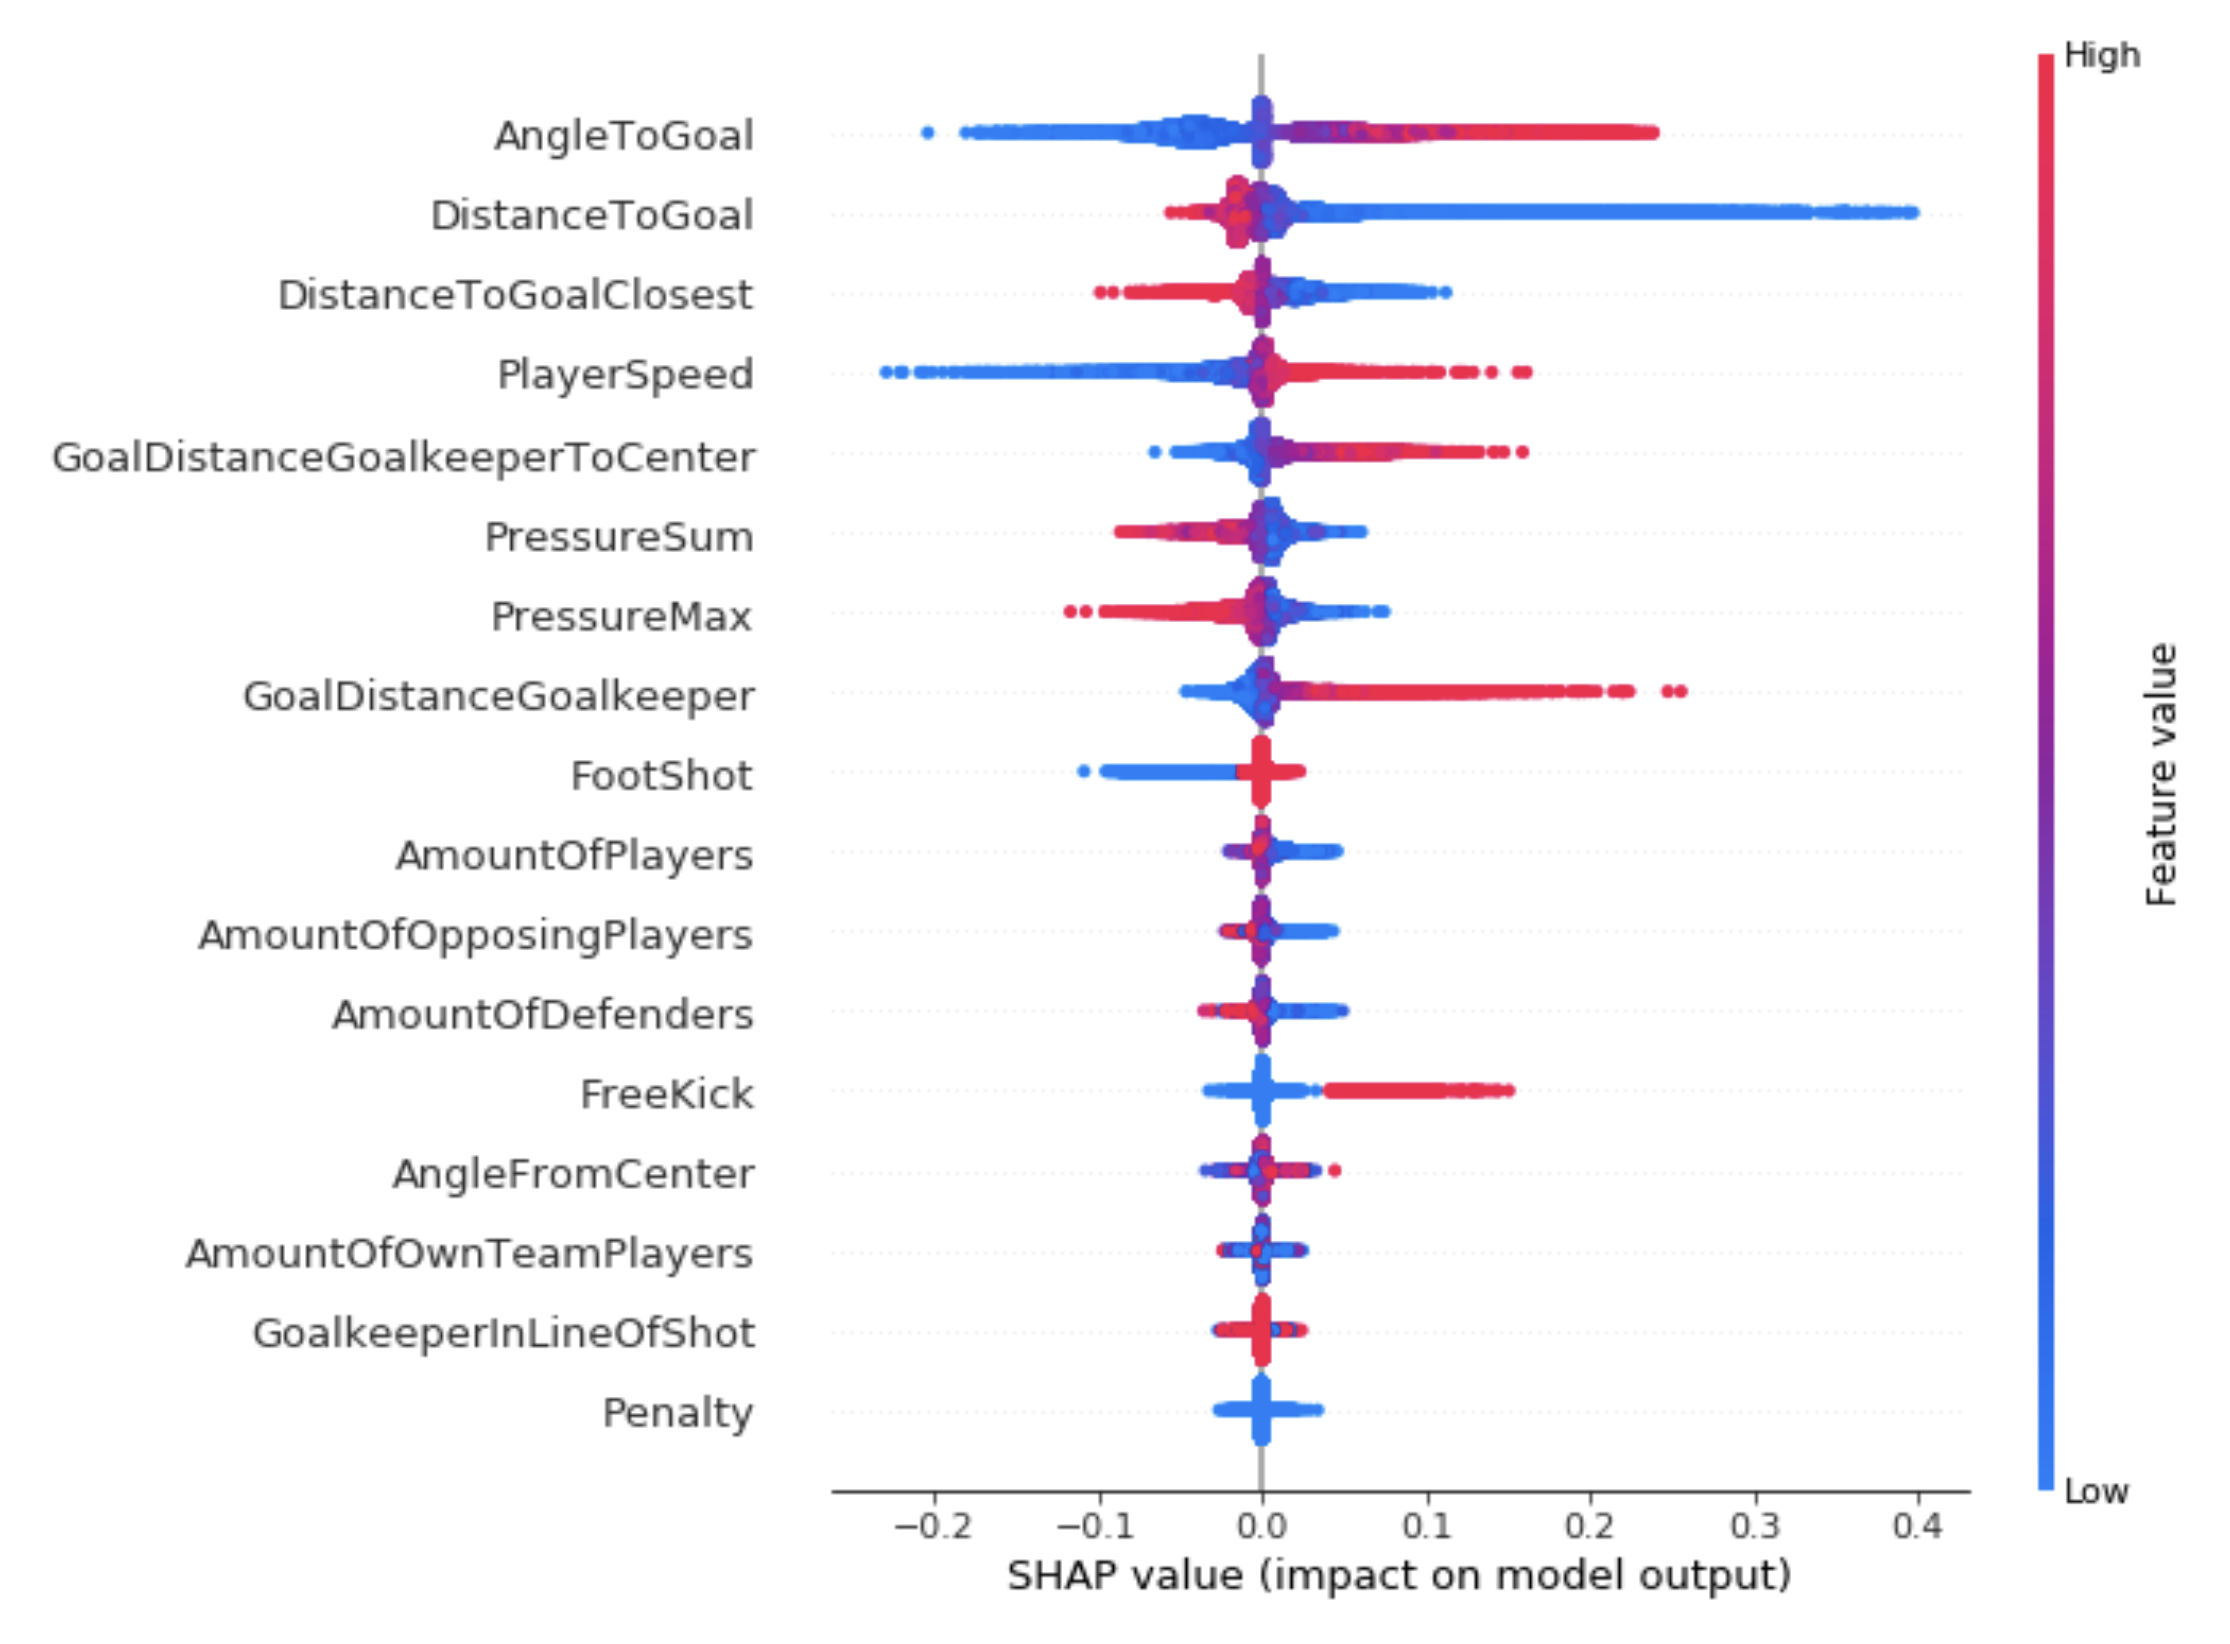 High
AngleToGoal
DistanceToGoal
DistanceToGoalClosest
PlayerSpeed
GoalDistanceGoalkeeperToCenter
PressureSum
PressureMax
GoalDistanceGoalkeeper
FootShot
AmountOfPlayers
AmountOfOpposingPlayers
AmountOfDefenders
FreeKick
AngleFromCenter
AmountOfOwnTeamPlayers
GoalkeeperInLineOfShot
Penalty
Feature value
Low
−0.2 −0.1 0.0 0.1 0.2 0.3 0.4
SHAP value (impact on model output)